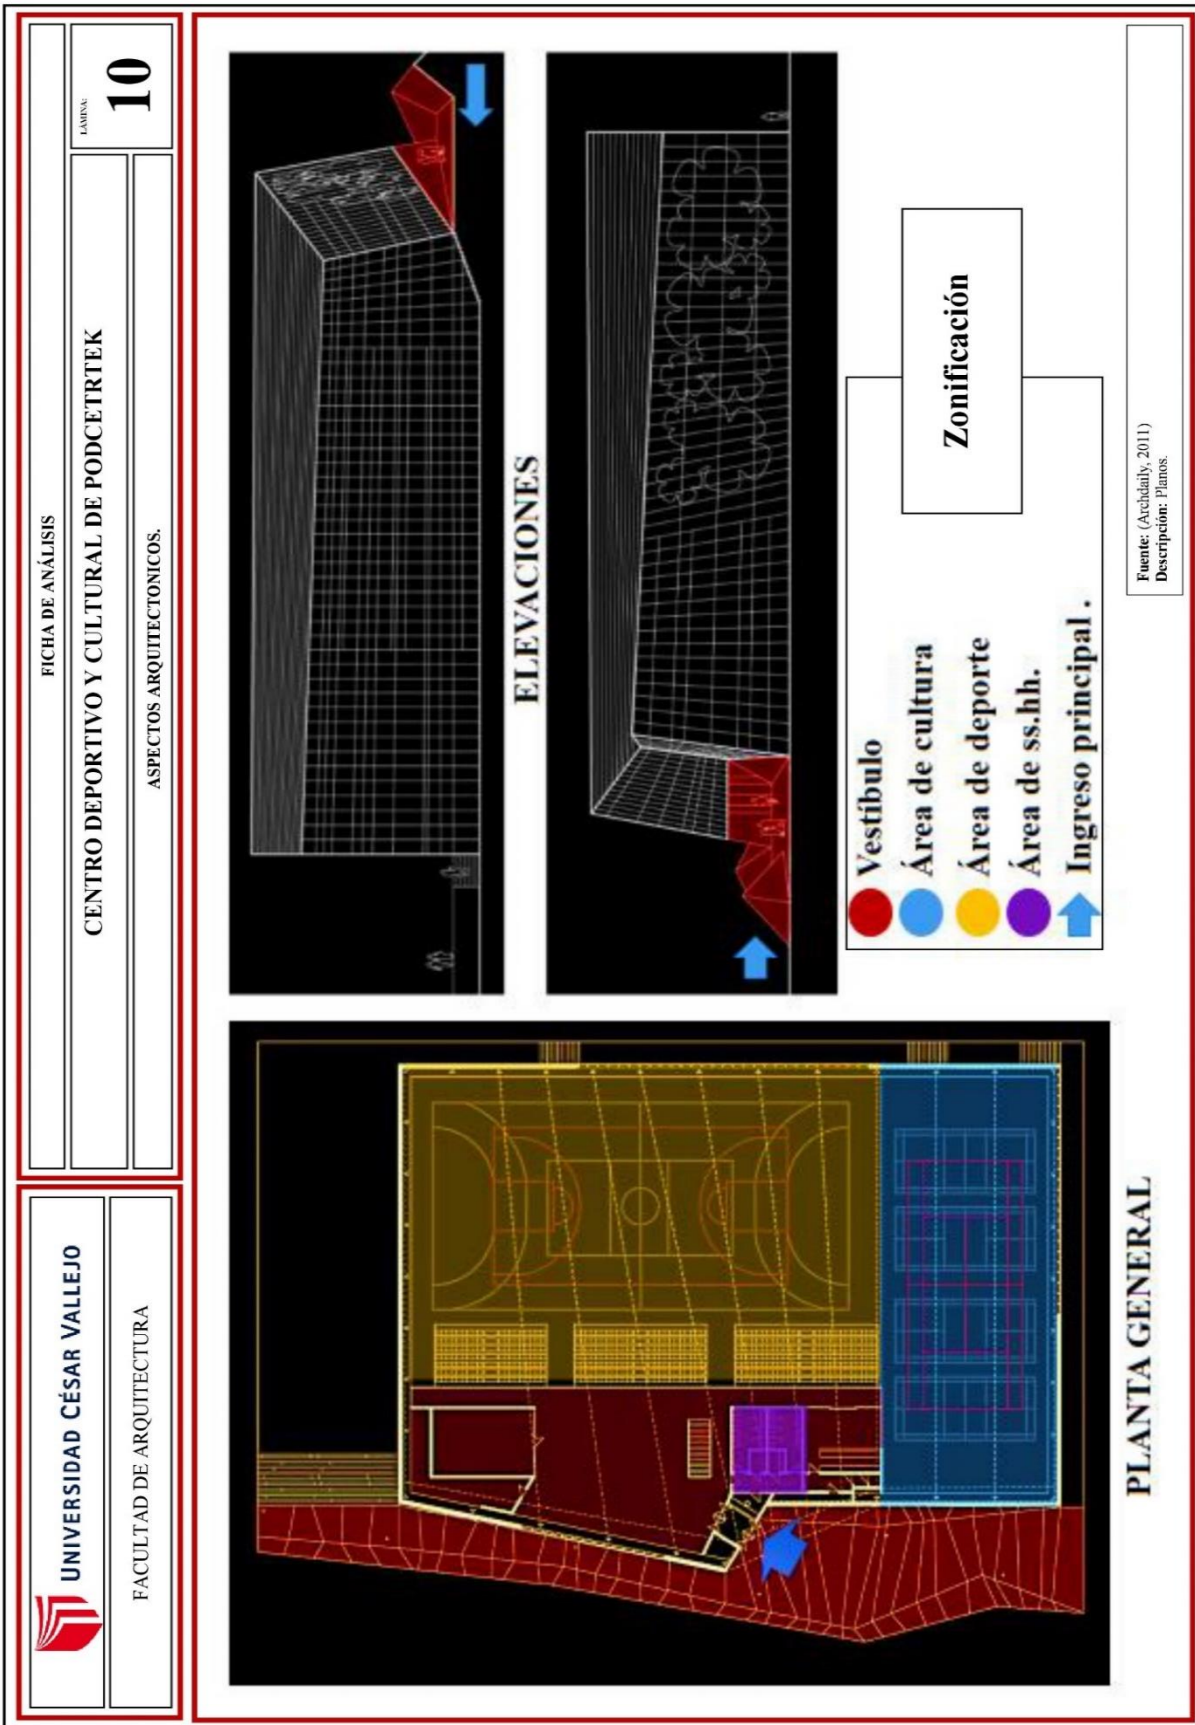 UNIVERSIDAD CÉSAR VALLEJO
FACULTAD DE ARQUITECTURA
FICHA DE ANÁLISIS
CENTRO DEPORTIVO Y CULTURAL DE PODCETRTEK
ASPECTOS ARQUITECTONICOS.
LÁMINA:
10
PLANTA GENERAL
ELEVACIONES
Zonificación
Vestíbulo
Área de cultura
Área de deporte
Área de ss.hh.
Ingreso principal .
Fuente: (Archdaily, 2011)
Descripción: Planos.